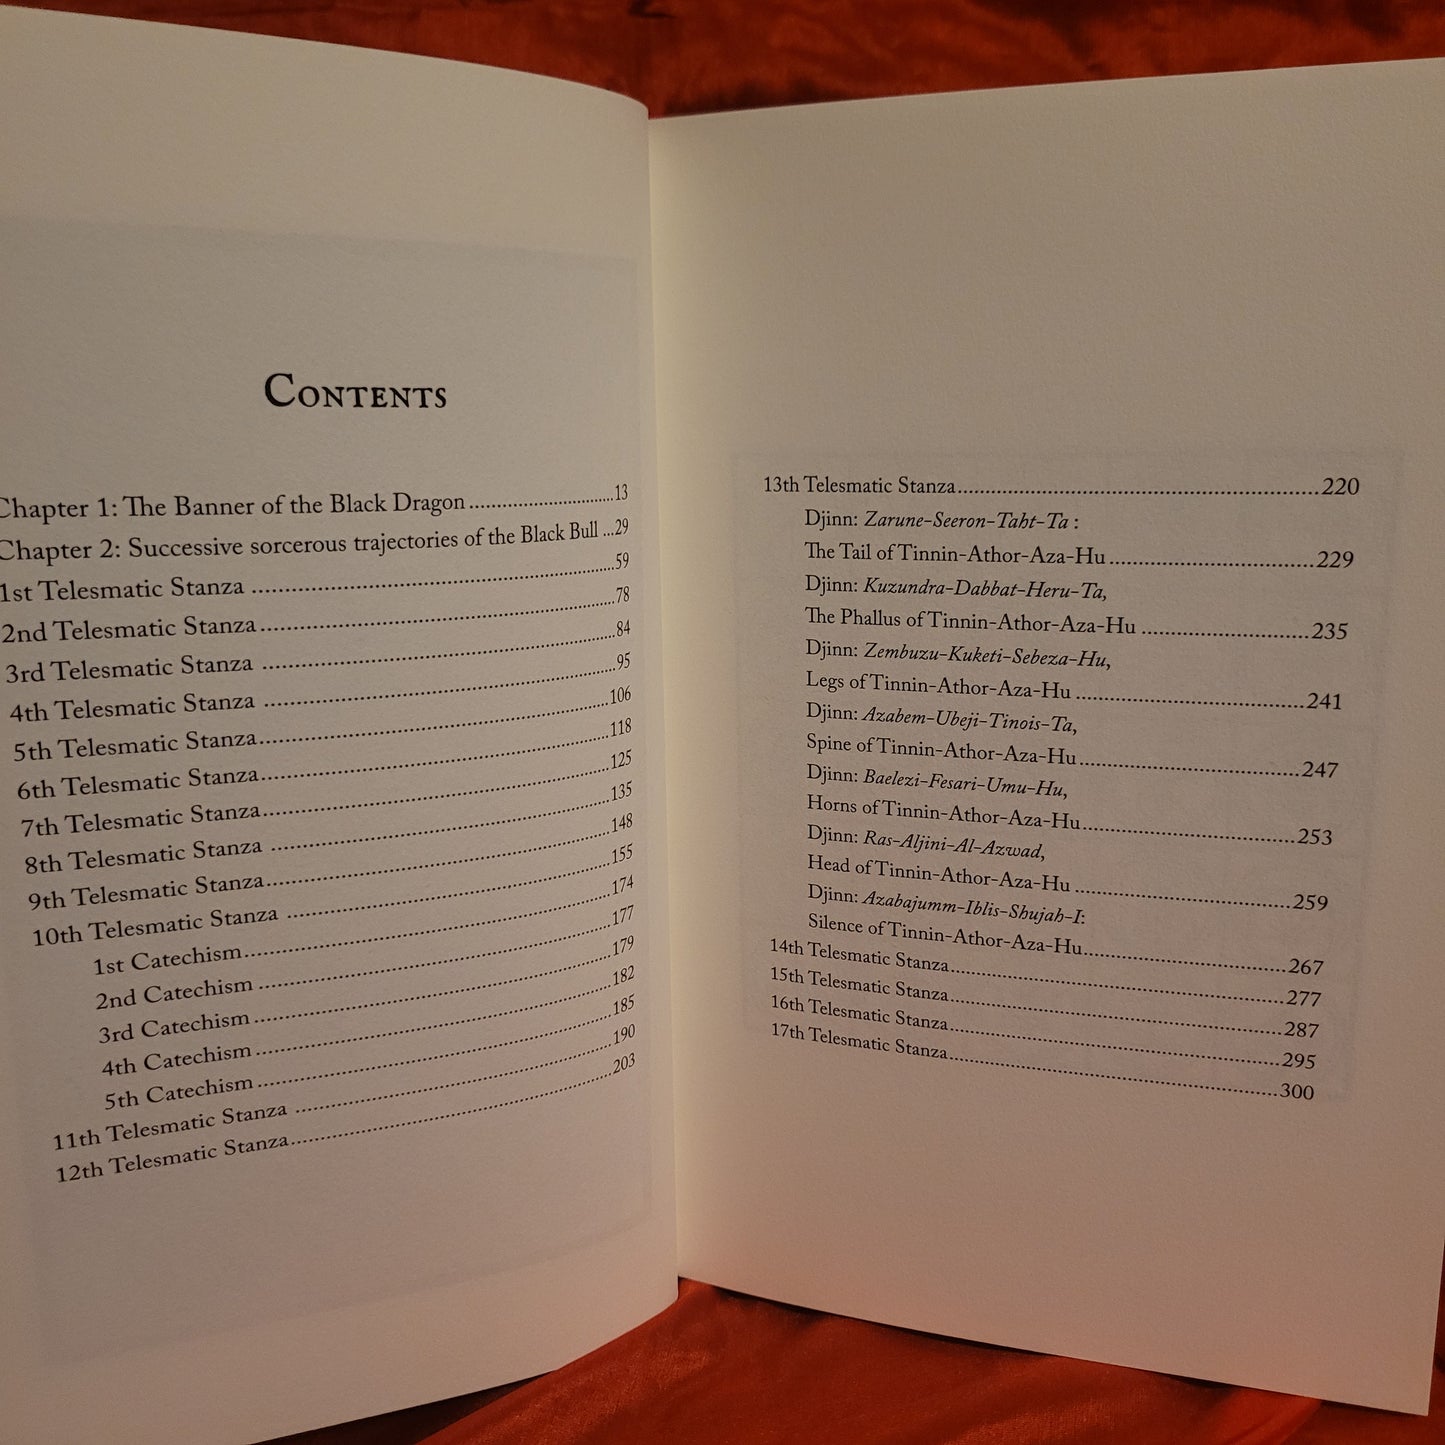 Contents
Chapter 1: The Banner of the Black Dragon..........................13
Chapter 2: Successive sorcerous trajectories of the Black Bull ...29
1st Telesmatic Stanza ..........................59
2nd Telesmatic Stanza..........................78
3rd Telesmatic Stanza ..........................84
4th Telesmatic Stanza ..........................95
5th Telesmatic Stanza..........................106
6th Telesmatic Stanza..........................118
7th Telesmatic Stanza..........................125
8th Telesmatic Stanza ..........................135
9th Telesmatic Stanza..........................148
10th Telesmatic Stanza ..........................155
1st Catechism..........................174
2nd Catechism ..........................177
3rd Catechism ..........................179
4th Catechism ..........................182
5th Catechism ..........................185
11th Telesmatic Stanza ..........................190
12th Telesmatic Stanza..........................203
13th Telesmatic Stanza..........................220
Djinn: Zarune-Seeron-Taht-Ta :
The Tail of Tinnin-Athor-Aza-Hu..........................229
Djinn: Kuzundra-Dabbat-Heru-Ta,
The Phallus of Tinnin-Athor-Aza-Hu ..........................235
Djinn: Zembuzu-Kuketi-Sebeza-Hu,
Legs of Tinnin-Athor-Aza-Hu ..........................241
Djinn: Azabem-Ubeji-Tinois-Ta,
Spine of Tinnin-Athor-Aza-Hu..........................247
Djinn: Baelezi-Fesari-Umu-Hu,
Horns of Tinnin-Athor-Aza-Hu..........................253
Djinn: Ras-Aljini-Al-Azwad,
Head of Tinnin-Athor-Aza-Hu ..........................259
Djinn: Azabajumm-Iblis-Shujah-I:
Silence of Tinnin-Athor-Aza-Hu..........................267
14th Telesmatic Stanza..........................277
15th Telesmatic Stanza..........................287
16th Telesmatic Stanza..........................295
17th Telesmatic Stanza..........................300